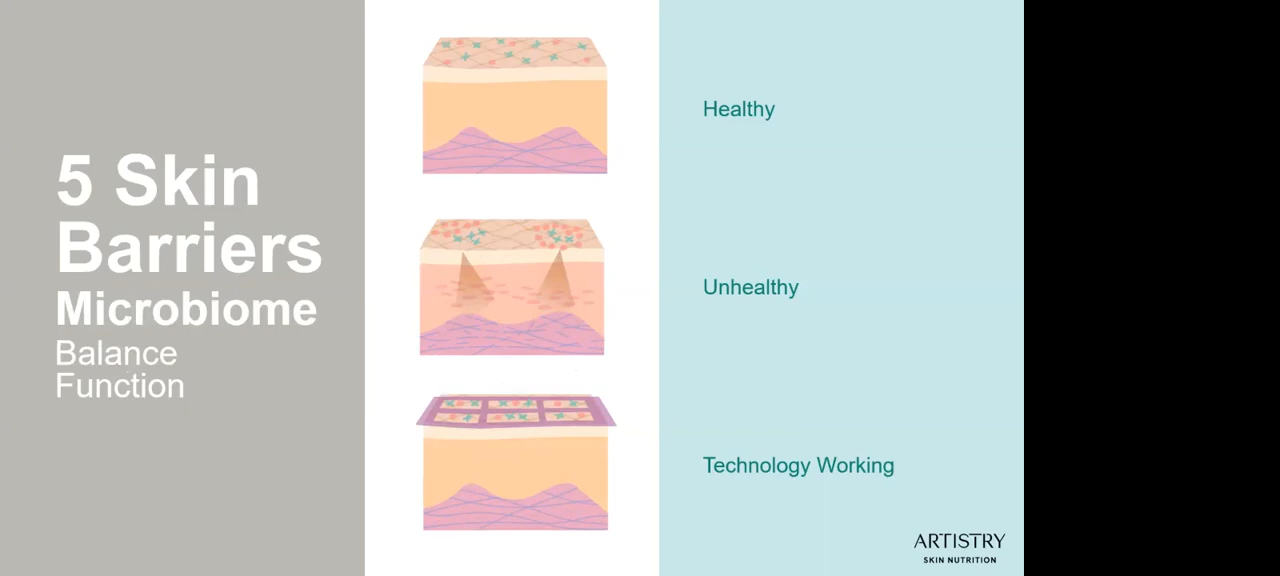 5 Skin
Barriers
Microbiome
Balance
Function
Healthy
Unhealthy
Technology Working
ARTISTRY
SKIN NUTRITION